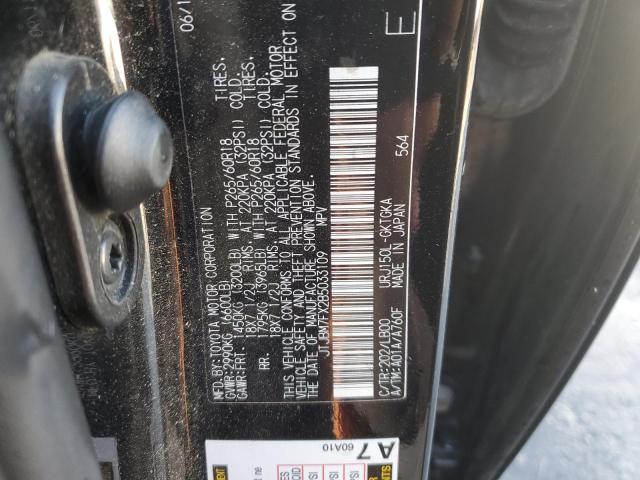 MFD.BY:TOYOTA MOTOR CORPORATION 06/1
GVWR:2990KG (6600LB)
GAWR:FRT. 1450KG (3200LB) WITH P265/60R18 TIRES.
18X7 1/2J RIMS. AT 220KPA (32PSI) COLD.
RR. 1795KG (3965LB) WITH P265/60R18 TIRES.
18X7 1/2J RIMS. AT 220KPA (32PSI) COLD.
THIS VEHICLE CONFORMS TO ALL APPLICABLE FEDERAL MOTOR
VEHICLE SAFETY AND THEFT PREVENTION STANDARDS IN EFFECT ON
THE DATE OF MANUFACTURE SHOWN ABOVE.
JTJBM7FX2B5033109 MPV
E
C/TR:202/LB00 URJ150L-GKTGKA
A/TM:A01A/A760F MADE IN JAPAN 564
A7
60A10